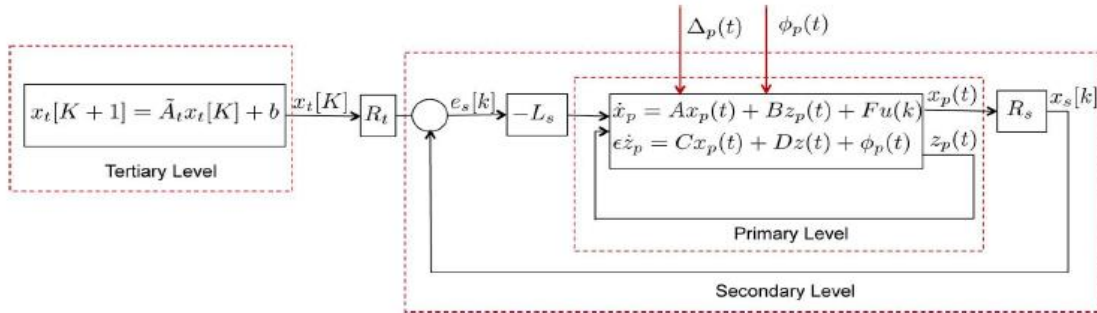 Δ_p(t) ϕ_p(t)
x_t[K + 1] = Ã_t x_t[K] + b
x_t[K]
R_t
e_s[k]
-L_s
ẋ_p = Ax_p(t) + Bz_p(t) + Fu(k)
ϵż_p = Cx_p(t) + Dz(t) + ϕ_p(t)
x_p(t)
z_p(t)
R_s
x_s[k]
Tertiary Level
Primary Level
Secondary Level